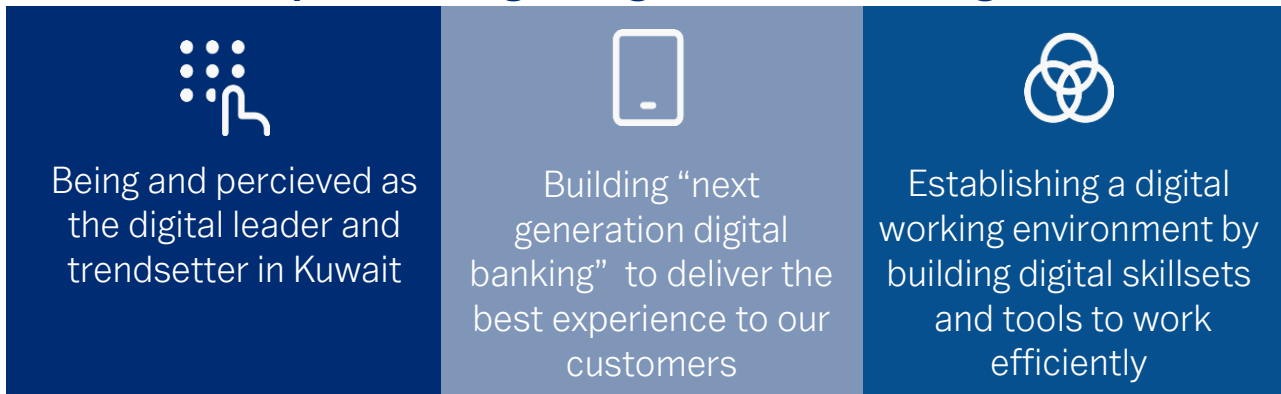 Being and percieved as
the digital leader and
trendsetter in Kuwait
Building “next
generation digital
banking”  to deliver the
best experience to our
customers
Establishing a digital
working environment by
building digital skillsets
and tools to work
efficiently